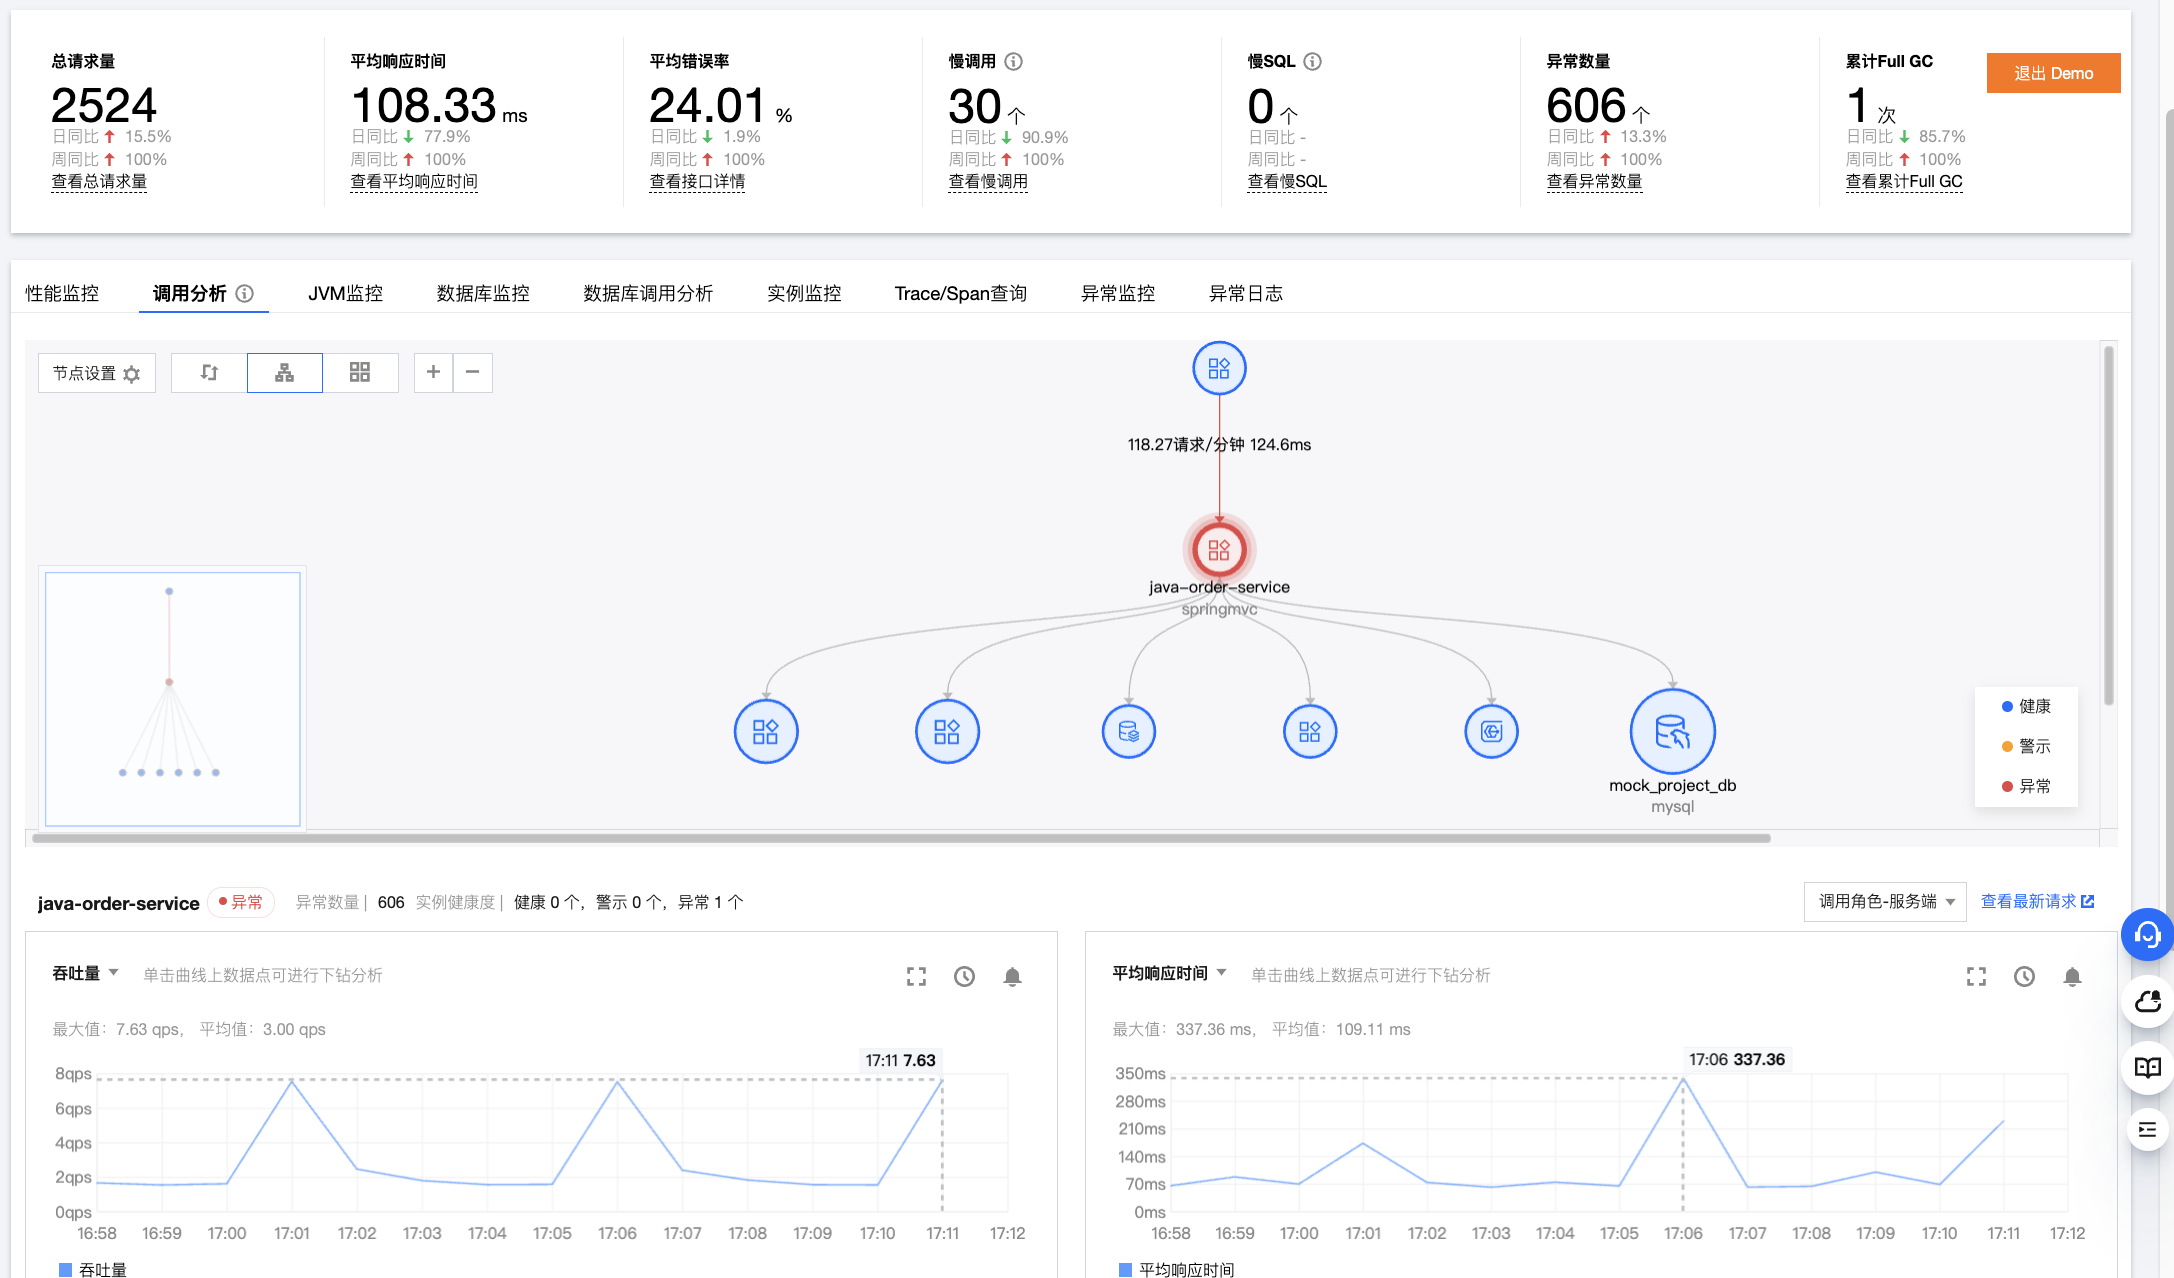 总请求量
2524
日同比 15.5%
周同比 100%
查看总请求量
平均响应时间
108.33 ms
日同比 77.9%
周同比 100%
查看平均响应时间
平均错误率
24.01 %
日同比 1.9%
周同比 100%
查看接口详情
慢调用
30 个
日同比 90.9%
周同比 100%
查看慢调用
慢SQL
0 个
日同比 -
周同比 -
查看慢SQL
异常数量
606 个
日同比 13.3%
周同比 100%
查看异常数量
累计Full GC
1 次
日同比 85.7%
周同比 100%
查看累计Full GC
退出 Demo
性能监控 调用分析 JVM监控 数据库监控 数据库调用分析 实例监控 Trace/Span查询 异常监控 异常日志
节点设置
118.27请求/分钟 124.6ms
java-order-service
springmvc
mock_project_db
mysql
健康
警示
异常
java-order-service 异常 异常数量 | 606 实例健康度 | 健康 0 个，警示 0 个，异常 1 个
调用角色-服务端 查看最新请求
吞吐量 单击曲线上数据点可进行下钻分析
最大值：7.63 qps， 平均值：3.00 qps
17:11 7.63
8qps
6qps
4qps
2qps
0qps
16:58 16:59 17:00 17:01 17:02 17:03 17:04 17:05 17:06 17:07 17:08 17:09 17:10 17:11 17:12
吞吐量
平均响应时间 单击曲线上数据点可进行下钻分析
最大值：337.36 ms， 平均值：109.11 ms
17:06 337.36
350ms
280ms
210ms
140ms
70ms
0ms
16:58 16:59 17:00 17:01 17:02 17:03 17:04 17:05 17:06 17:07 17:08 17:09 17:10 17:11 17:12
平均响应时间